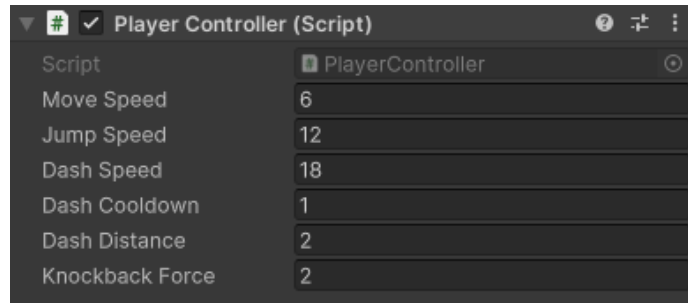 # Player Controller (Script)
Script # PlayerController
Move Speed 6
Jump Speed 12
Dash Speed 18
Dash Cooldown 1
Dash Distance 2
Knockback Force 2